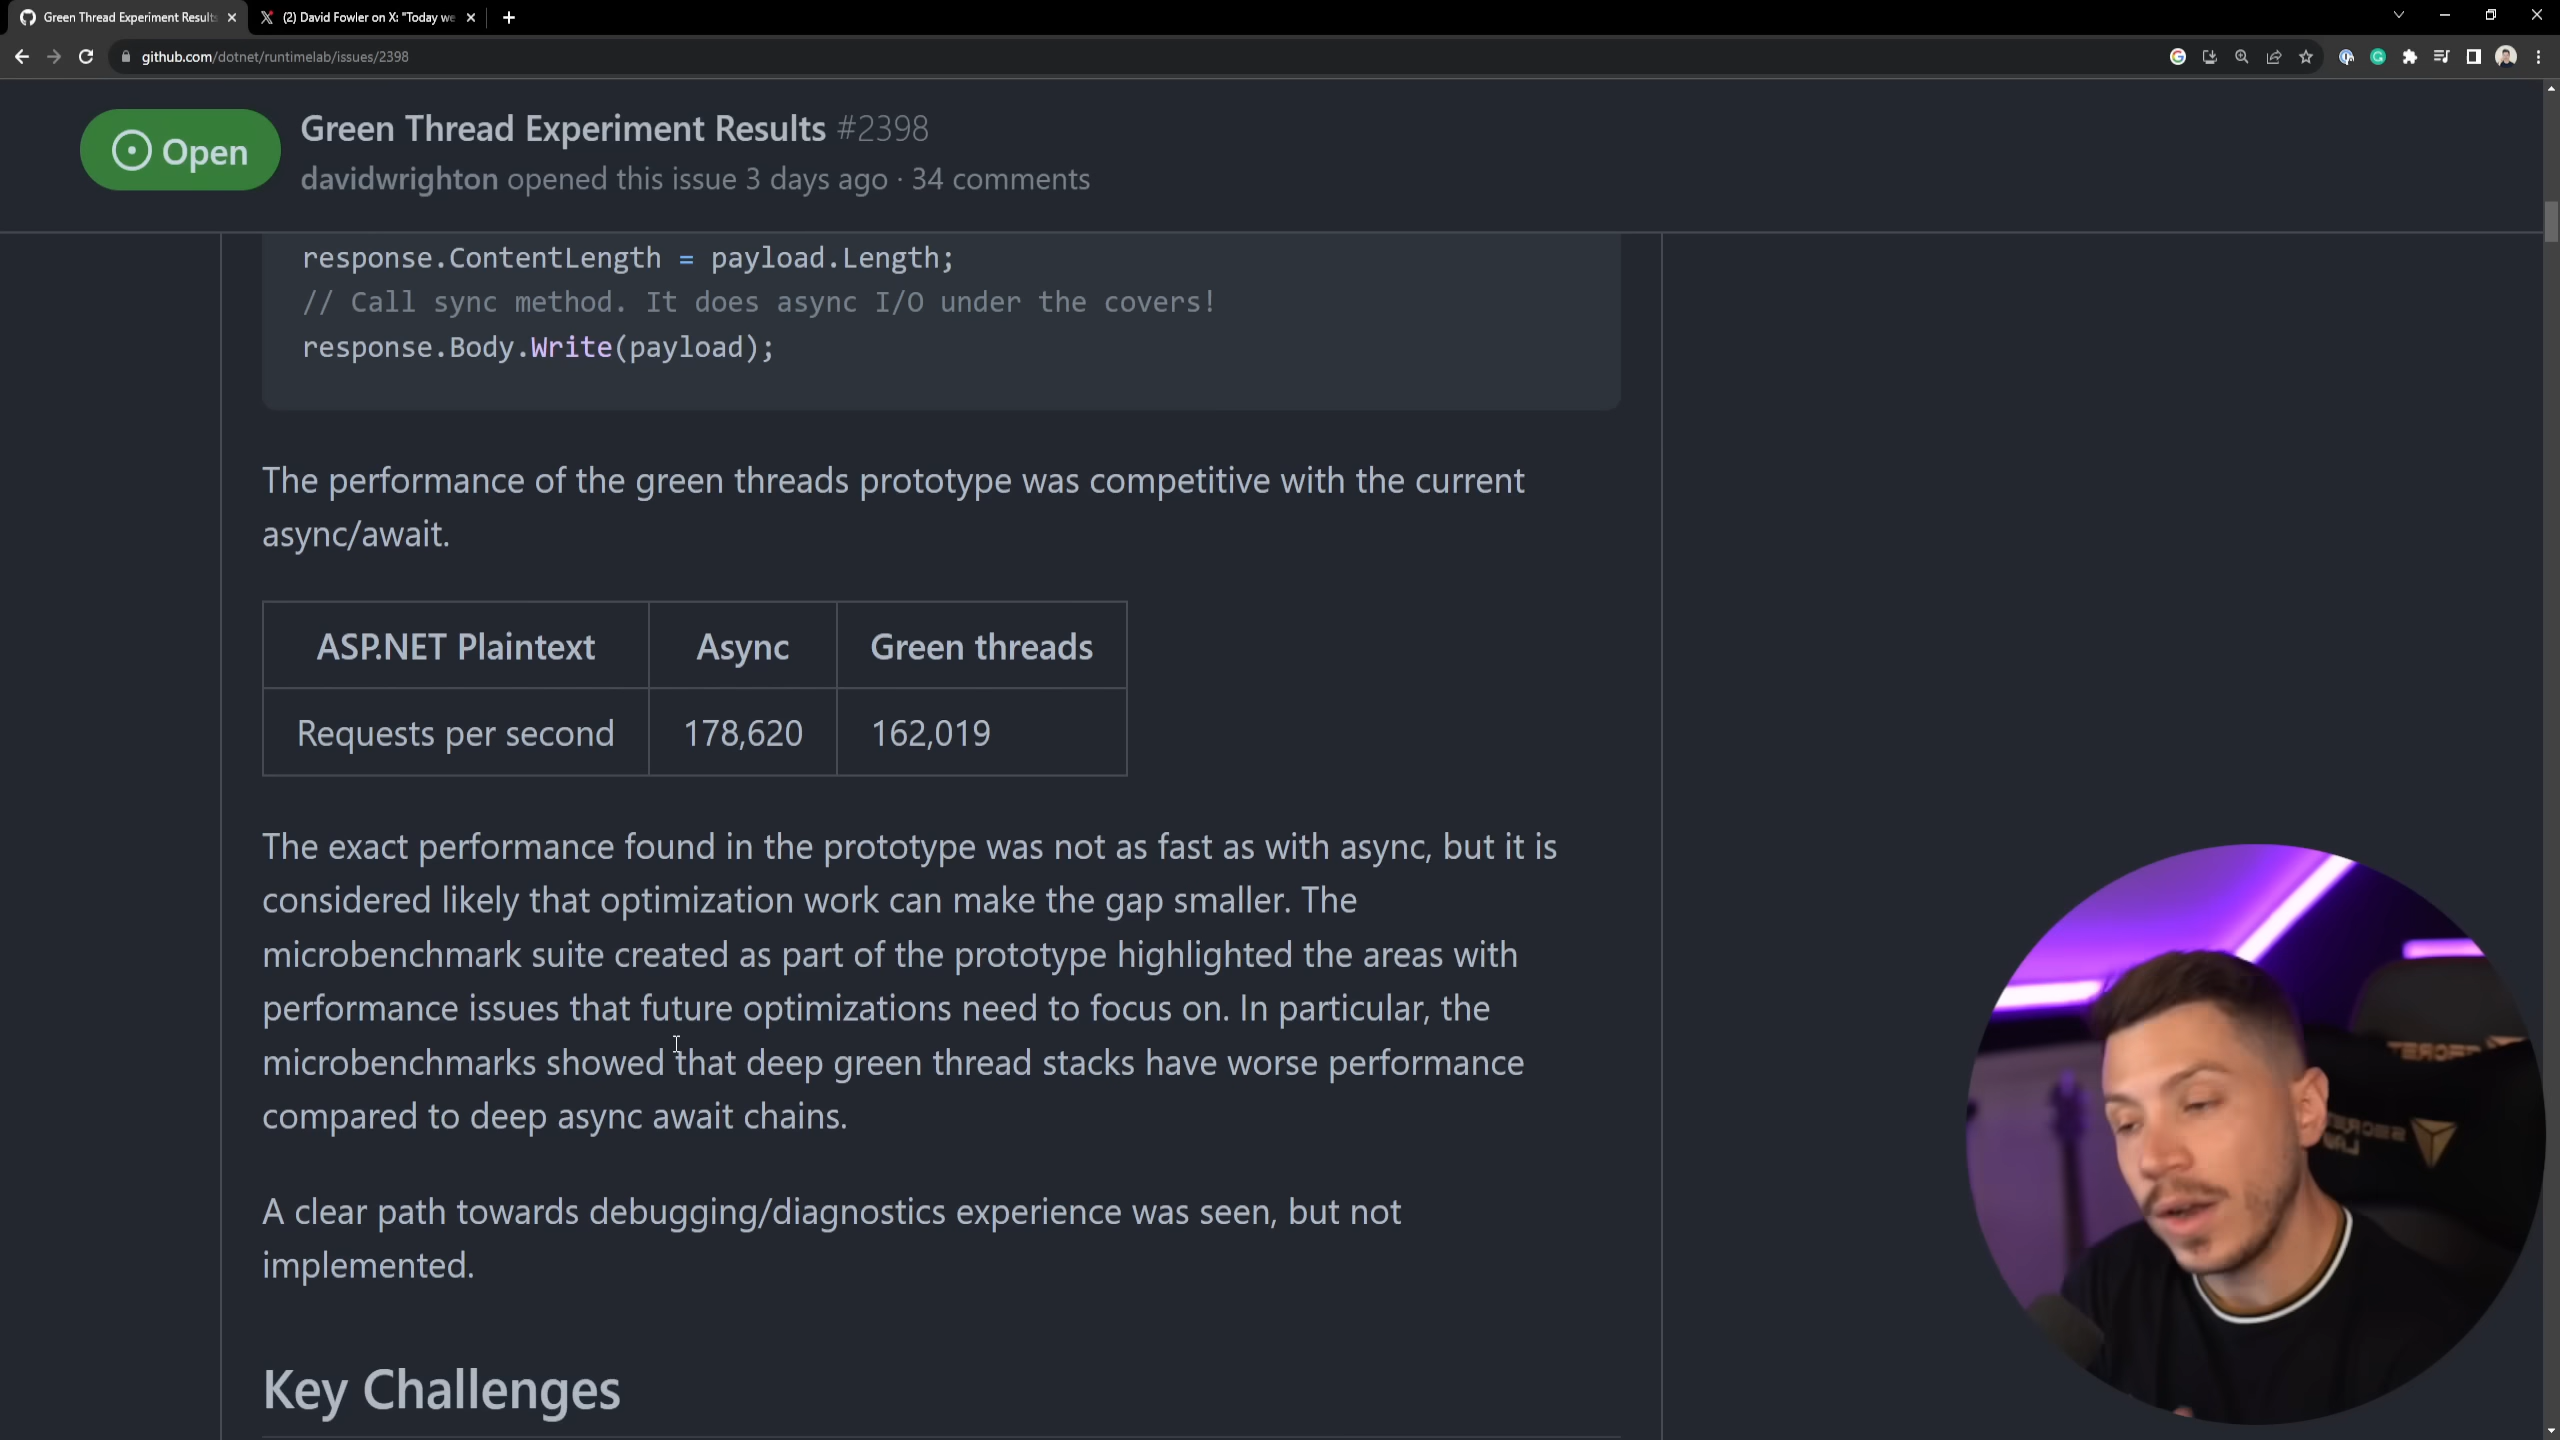 Green Thread Experiment Results
(2) David Fowler on X: "Today we
github.com/dotnet/runtimelab/issues/2398
Open
Green Thread Experiment Results #2398
davidwrighton opened this issue 3 days ago · 34 comments
response.ContentLength = payload.Length;
// Call sync method. It does async I/O under the covers!
response.Body.Write(payload);
The performance of the green threads prototype was competitive with the current
async/await.
ASP.NET Plaintext Async Green threads
Requests per second 178,620 162,019
The exact performance found in the prototype was not as fast as with async, but it is
considered likely that optimization work can make the gap smaller. The
microbenchmark suite created as part of the prototype highlighted the areas with
performance issues that future optimizations need to focus on. In particular, the
microbenchmarks showed that deep green thread stacks have worse performance
compared to deep async await chains.
A clear path towards debugging/diagnostics experience was seen, but not
implemented.
Key Challenges